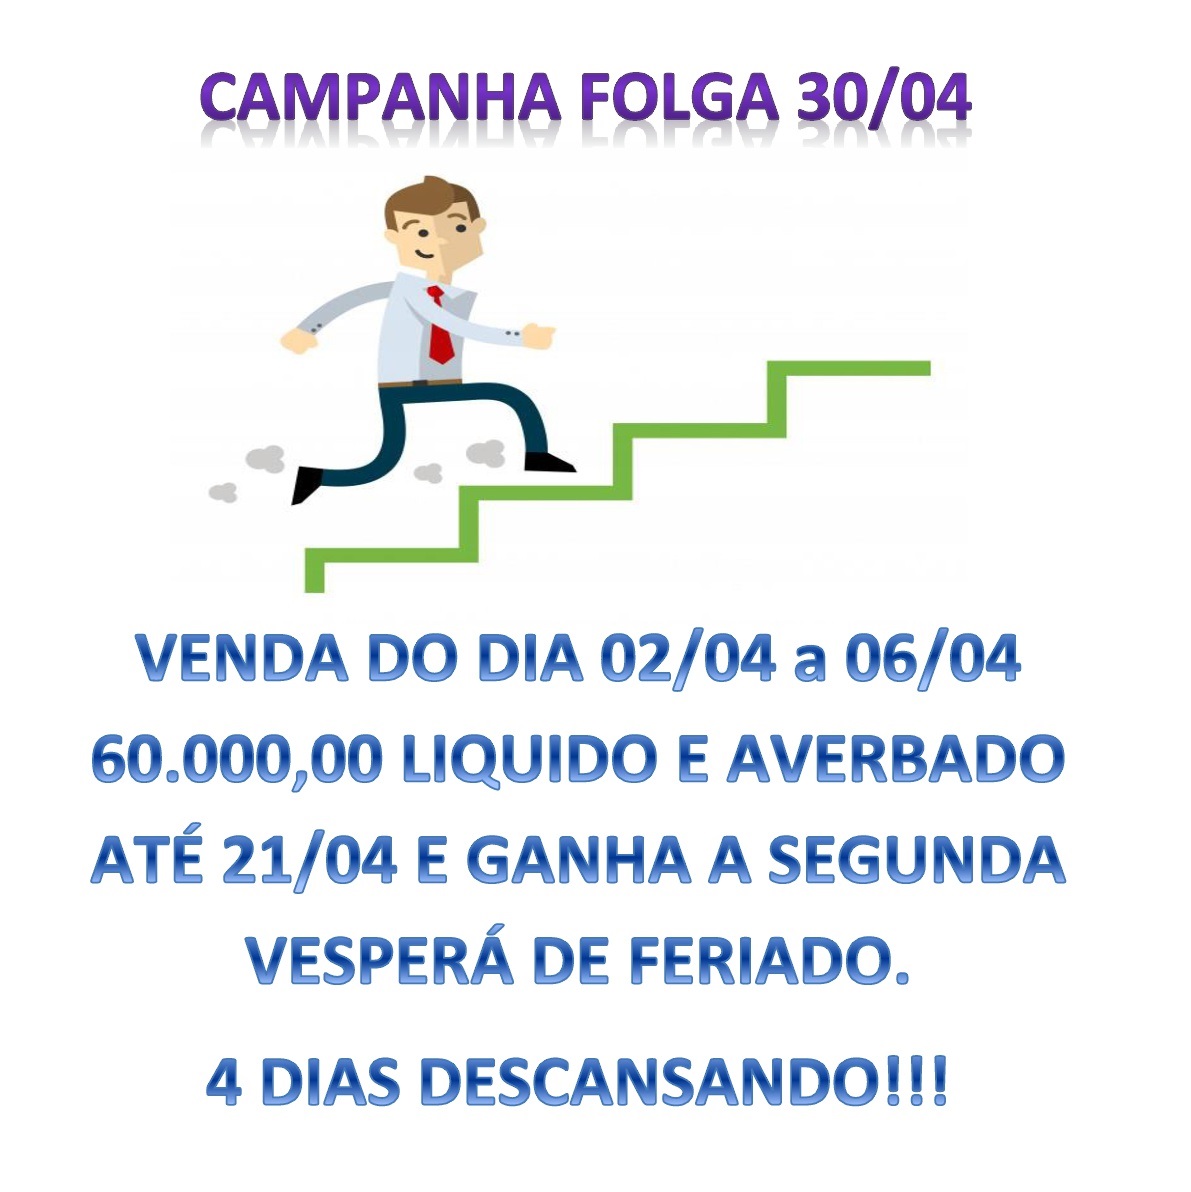 CAMPANHA FOLGA 30/04
VENDA DO DIA 02/04 a 06/04
60.000,00 LIQUIDO E AVERBADO
ATÉ 21/04 E GANHA A SEGUNDA
VESPERÁ DE FERIADO.
4 DIAS DESCANSANDO!!!